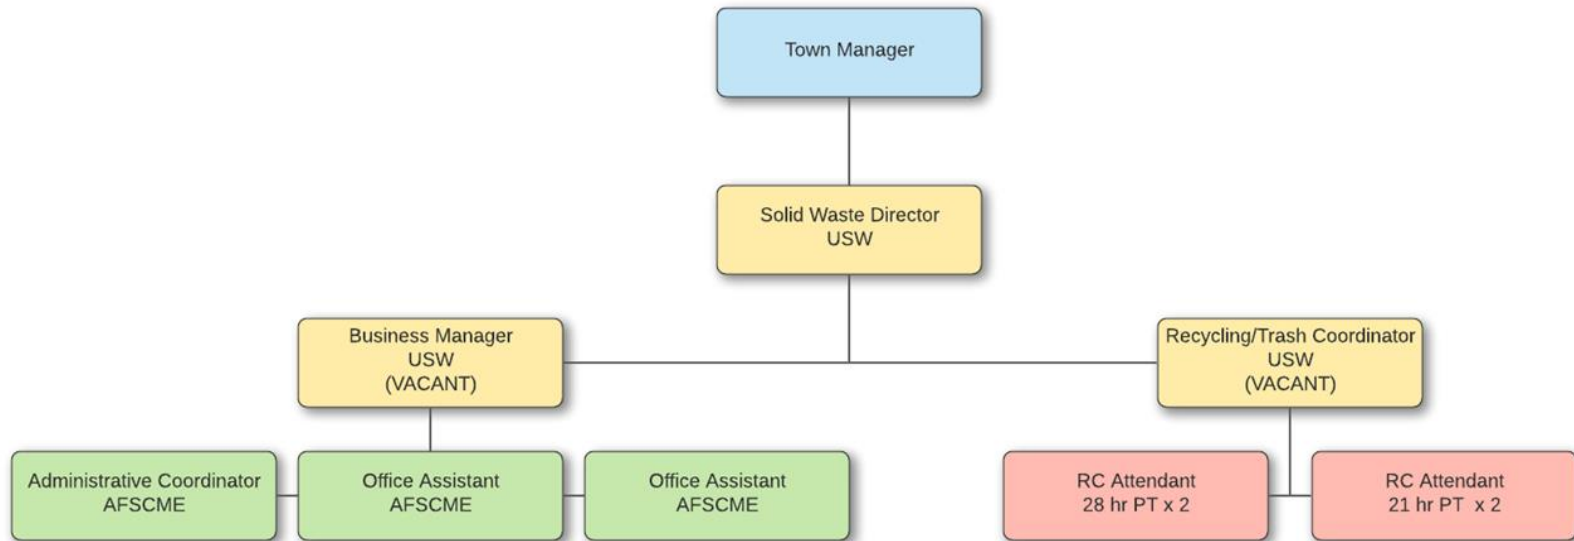 Town Manager
Solid Waste Director
USW
Business Manager
USW
(VACANT)
Recycling/Trash Coordinator
USW
(VACANT)
Administrative Coordinator
AFSCME
Office Assistant
AFSCME
Office Assistant
AFSCME
RC Attendant
28 hr PT x 2
RC Attendant
21 hr PT x 2